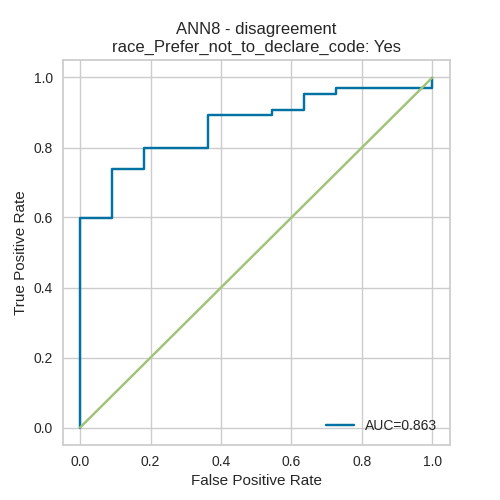 ANN8 - disagreement
race_Prefer_not_to_declare_code: Yes
1.0
0.8
0.6
0.4
0.2
0.0
True Positive Rate
AUC=0.863
0.0 0.2 0.4 0.6 0.8 1.0
False Positive Rate